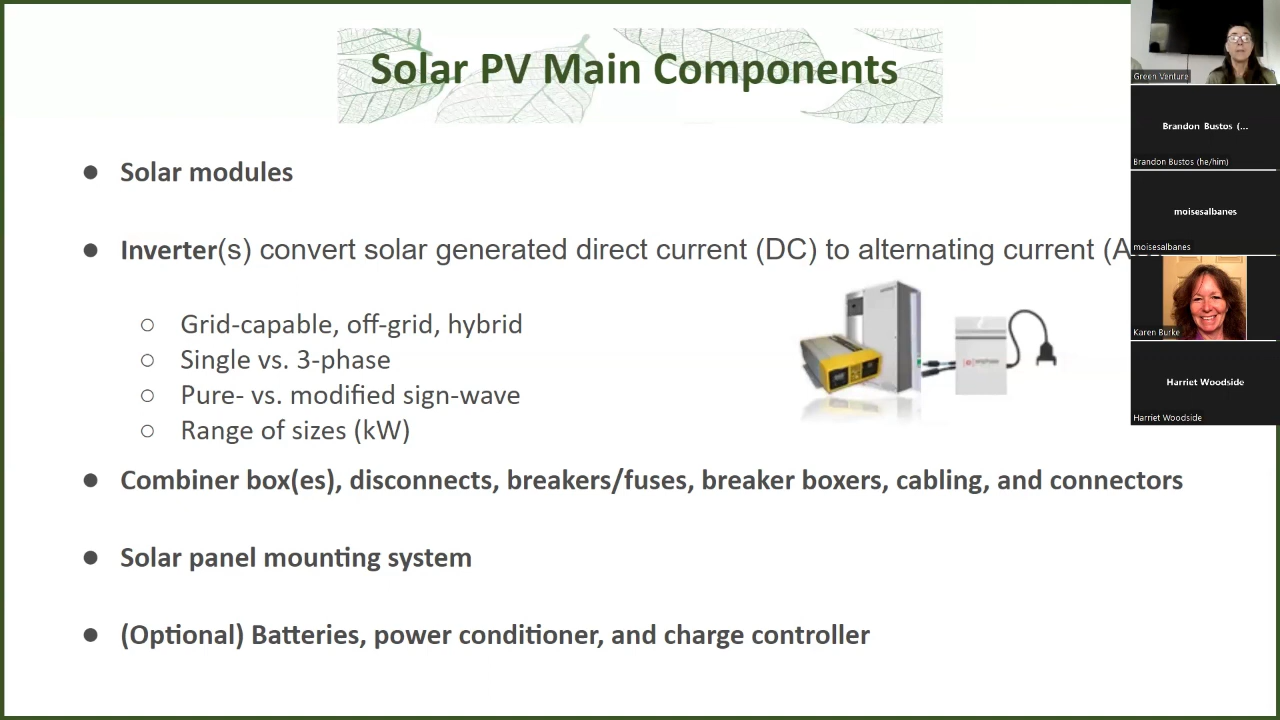 Solar PV Main Components
● Solar modules
● Inverter(s) convert solar generated direct current (DC) to alternating current (A
○ Grid-capable, off-grid, hybrid
○ Single vs. 3-phase
○ Pure- vs. modified sign-wave
○ Range of sizes (kW)
● Combiner box(es), disconnects, breakers/fuses, breaker boxers, cabling, and connectors
● Solar panel mounting system
● (Optional) Batteries, power conditioner, and charge controller
enphase
Green Venture
Brandon Bustos (...
Brandon Bustos (he/him)
moisesalbanes
moisesalbanes
Karen Burke
Harriet Woodside
Harriet Woodside